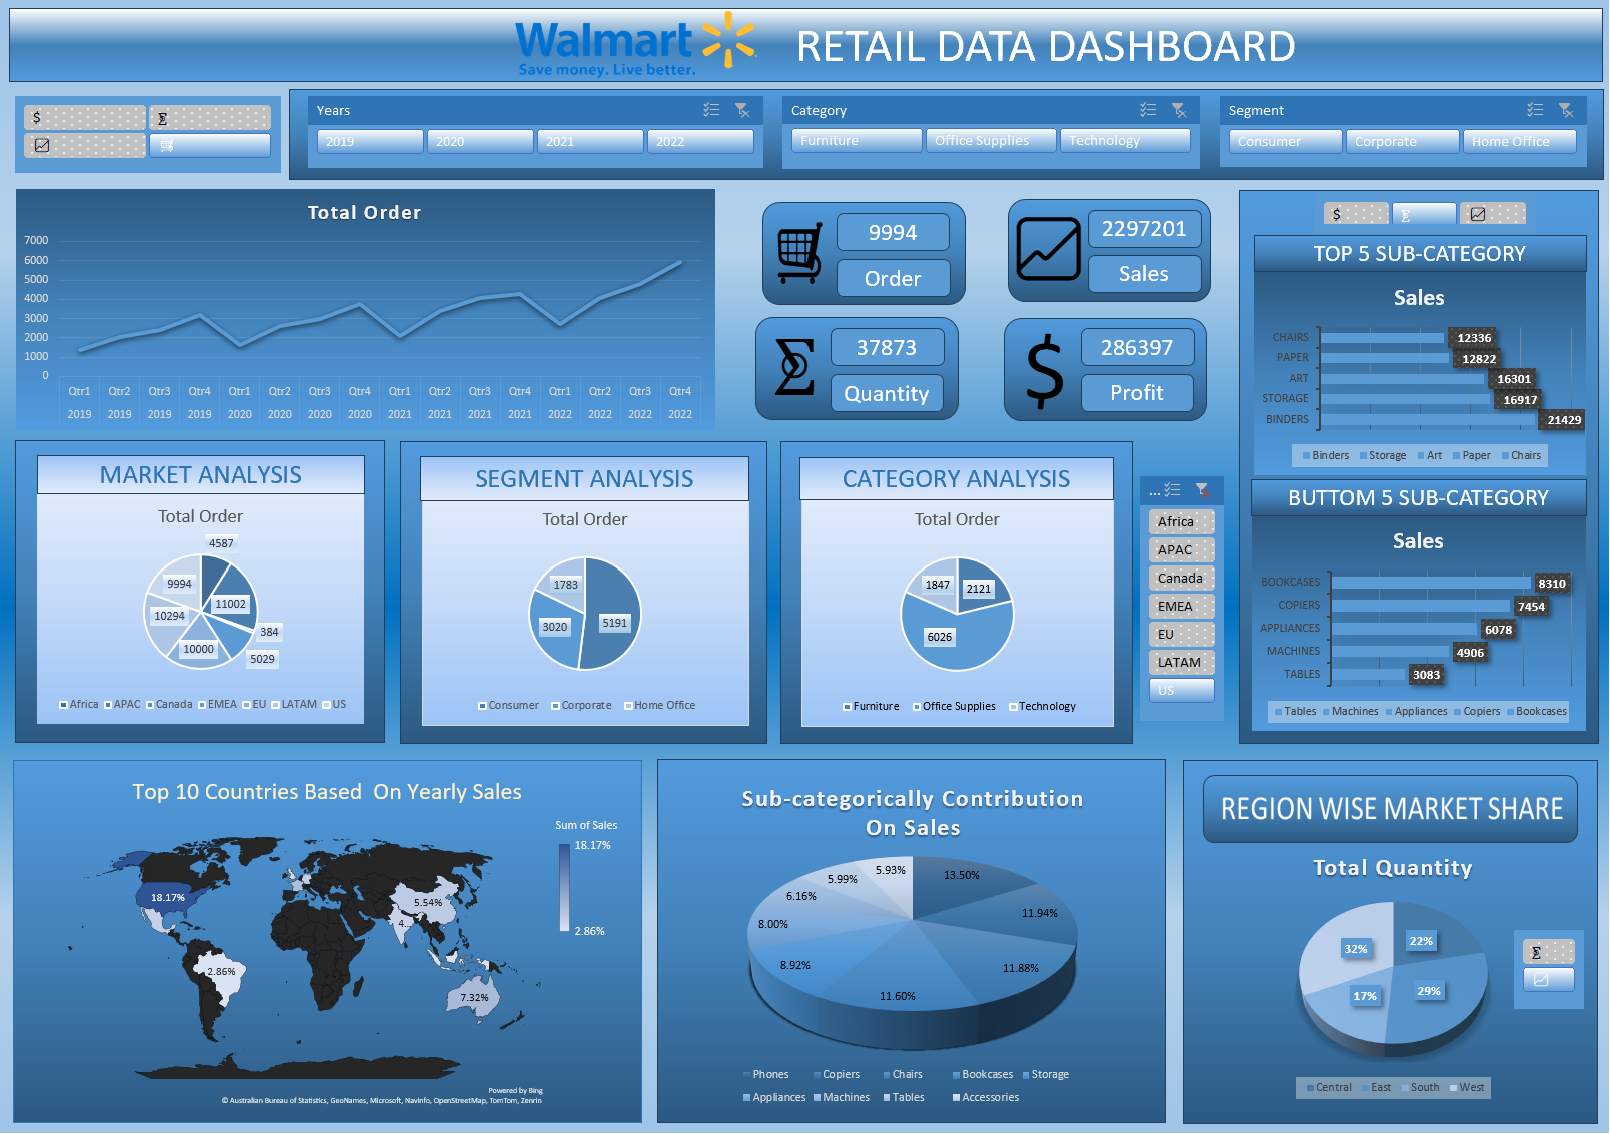 Walmart
Save money. Live better.
RETAIL DATA DASHBOARD
$ Σ
Years
2019 2020 2021 2022
Category
Furniture Office Supplies Technology
Segment
Consumer Corporate Home Office
Total Order
7000
6000
5000
4000
3000
2000
1000
0
Qtr1 Qtr2 Qtr3 Qtr4 Qtr1 Qtr2 Qtr3 Qtr4 Qtr1 Qtr2 Qtr3 Qtr4 Qtr1 Qtr2 Qtr3 Qtr4
2019 2019 2019 2019 2020 2020 2020 2020 2021 2021 2021 2021 2022 2022 2022 2022
9994
Order
2297201
Sales
Σ
37873
Quantity
$
286397
Profit
$ Σ
TOP 5 SUB-CATEGORY
Sales
CHAIRS 12336
PAPER 12822
ART 16301
STORAGE 16917
BINDERS 21429
Binders Storage Art Paper Chairs
BUTTOM 5 SUB-CATEGORY
Sales
BOOKCASES 8310
COPIERS 7454
APPLIANCES 6078
MACHINES 4906
TABLES 3083
Tables Machines Appliances Copiers Bookcases
MARKET ANALYSIS
Total Order
4587
9994
11002
10294
384
10000
5029
Africa APAC Canada EMEA EU LATAM US
SEGMENT ANALYSIS
Total Order
1783
3020
5191
Consumer Corporate Home Office
CATEGORY ANALYSIS
Total Order
1847
2121
6026
Furniture Office Supplies Technology
...
Africa
APAC
Canada
EMEA
EU
LATAM
US
Top 10 Countries Based On Yearly Sales
Sum of Sales
18.17%
2.86%
18.17%
5.54%
4...
2.86%
7.32%
Powered by Bing
© Australian Bureau of Statistics, GeoNames, Microsoft, Navinfo, OpenStreetMap, TomTom, Zenrin
Sub-categorically Contribution
On Sales
5.93%
13.50%
5.99%
6.16%
11.94%
8.00%
8.92%
11.88%
11.60%
Phones Copiers Chairs Bookcases Storage
Appliances Machines Tables Accessories
REGION WISE MARKET SHARE
Total Quantity
32%
22%
17%
29%
Central East South West
Σ